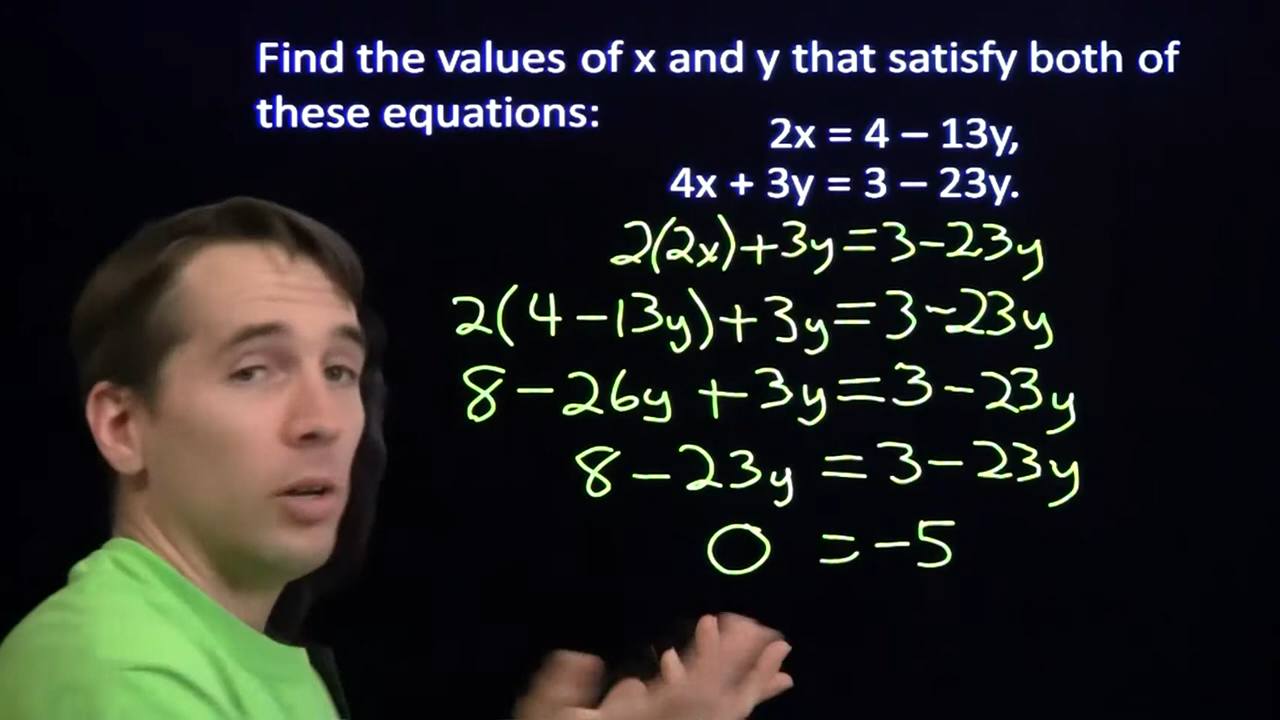 Find the values of x and y that satisfy both of
these equations:
2x = 4 – 13y,
4x + 3y = 3 – 23y.
2(2x)+3y=3-23y
2(4-13y)+3y=3-23y
8-26y+3y=3-23y
8-23y=3-23y
0=-5